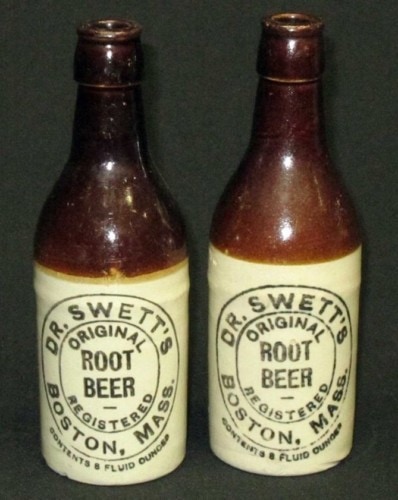 DR. SWETT'S
ORIGINAL
ROOT
BEER
REGISTERED
BOSTON, MASS.
CONTENTS 8 FLUID OUNCES
DR. SWETT'S
ORIGINAL
ROOT
BEER
REGISTERED
BOSTON, MASS.
CONTENTS 8 FLUID OUNCES